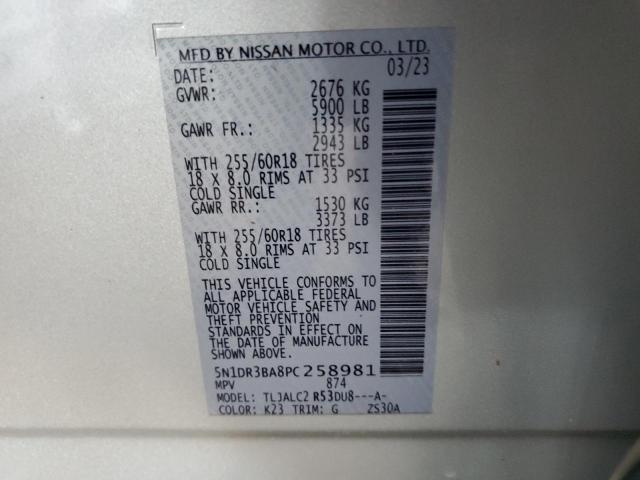 MFD BY NISSAN MOTOR CO., LTD.
DATE: 03/23
GVWR: 2676 KG
5900 LB
GAWR FR.: 1335 KG
2943 LB
WITH 255/60R18 TIRES
18 X 8.0 RIMS AT 33 PSI
COLD SINGLE
GAWR RR.: 1530 KG
3373 LB
WITH 255/60R18 TIRES
18 X 8.0 RIMS AT 33 PSI
COLD SINGLE
THIS VEHICLE CONFORMS TO
ALL APPLICABLE FEDERAL
MOTOR VEHICLE SAFETY AND
THEFT PREVENTION
STANDARDS IN EFFECT ON
THE DATE OF MANUFACTURE
SHOWN ABOVE.
5N1DR3BA8PC258981
MPV 874
MODEL: TLJALC2 R53DU8---A-
COLOR: K23 TRIM: G ZS30A